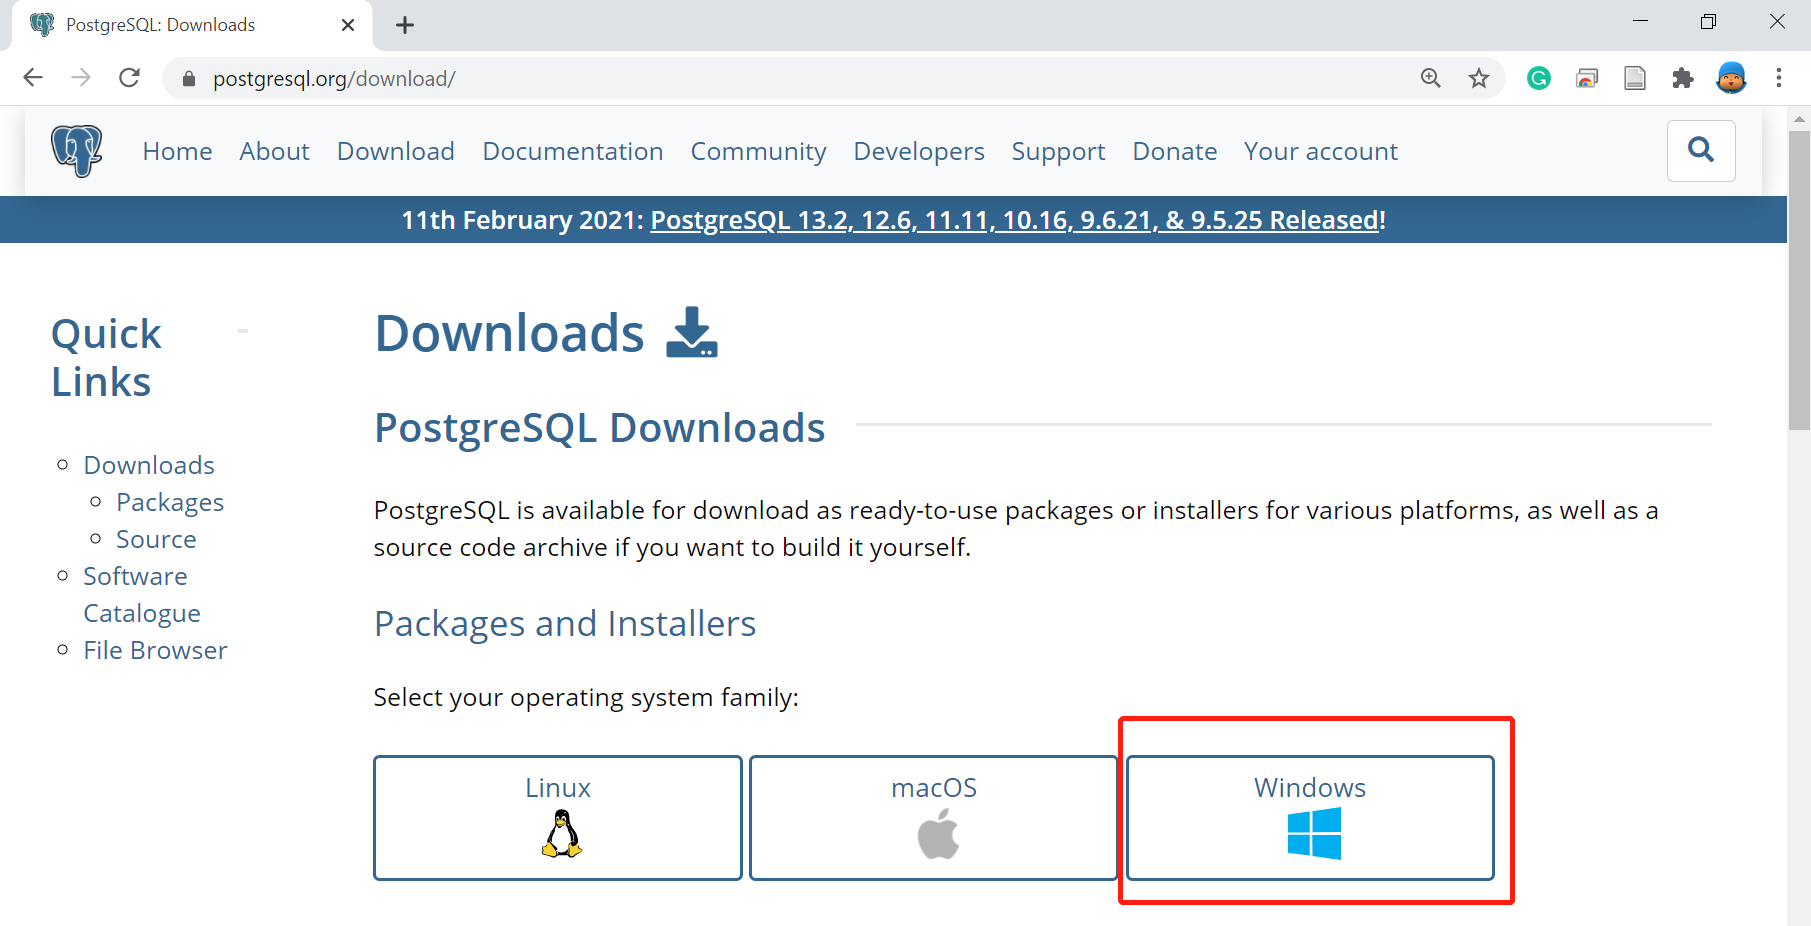 PostgreSQL: Downloads
postgresql.org/download/
Home About Download Documentation Community Developers Support Donate Your account
11th February 2021: PostgreSQL 13.2, 12.6, 11.11, 10.16, 9.6.21, & 9.5.25 Released!
Quick
Links
Downloads
Packages
Source
Software
Catalogue
File Browser
Downloads
PostgreSQL Downloads
PostgreSQL is available for download as ready-to-use packages or installers for various platforms, as well as a
source code archive if you want to build it yourself.
Packages and Installers
Select your operating system family:
Linux
macOS
Windows